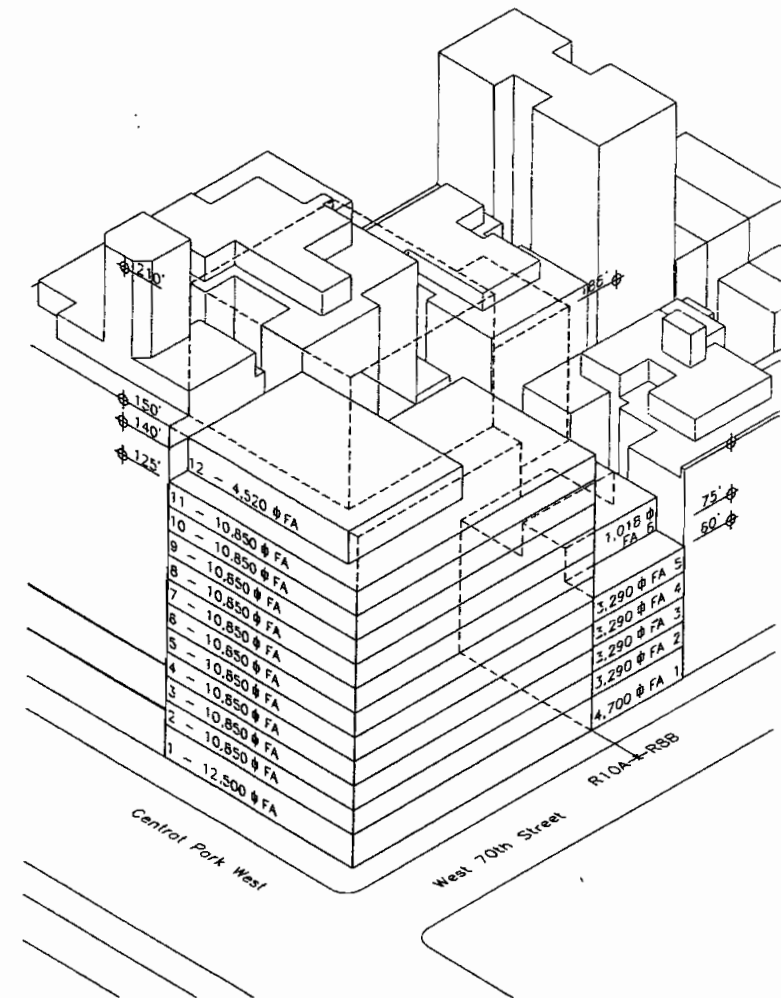 210'
185'
150'
140'
125'
75'
60'
12 - 4,520 ⌀ FA
11 - 10,850 ⌀ FA
10 - 10,850 ⌀ FA
9 - 10,850 ⌀ FA
8 - 10,850 ⌀ FA
7 - 10,850 ⌀ FA
6 - 10,850 ⌀ FA
5 - 10,850 ⌀ FA
4 - 10,850 ⌀ FA
3 - 10,850 ⌀ FA
2 - 10,850 ⌀ FA
1 - 12,500 ⌀ FA
1,018 ⌀
FA 6
3,290 ⌀ FA 5
3,290 ⌀ FA 4
3,290 ⌀ FA 3
3,290 ⌀ FA 2
4,700 ⌀ FA 1
R10A R8B
Central Park West
West 70th Street